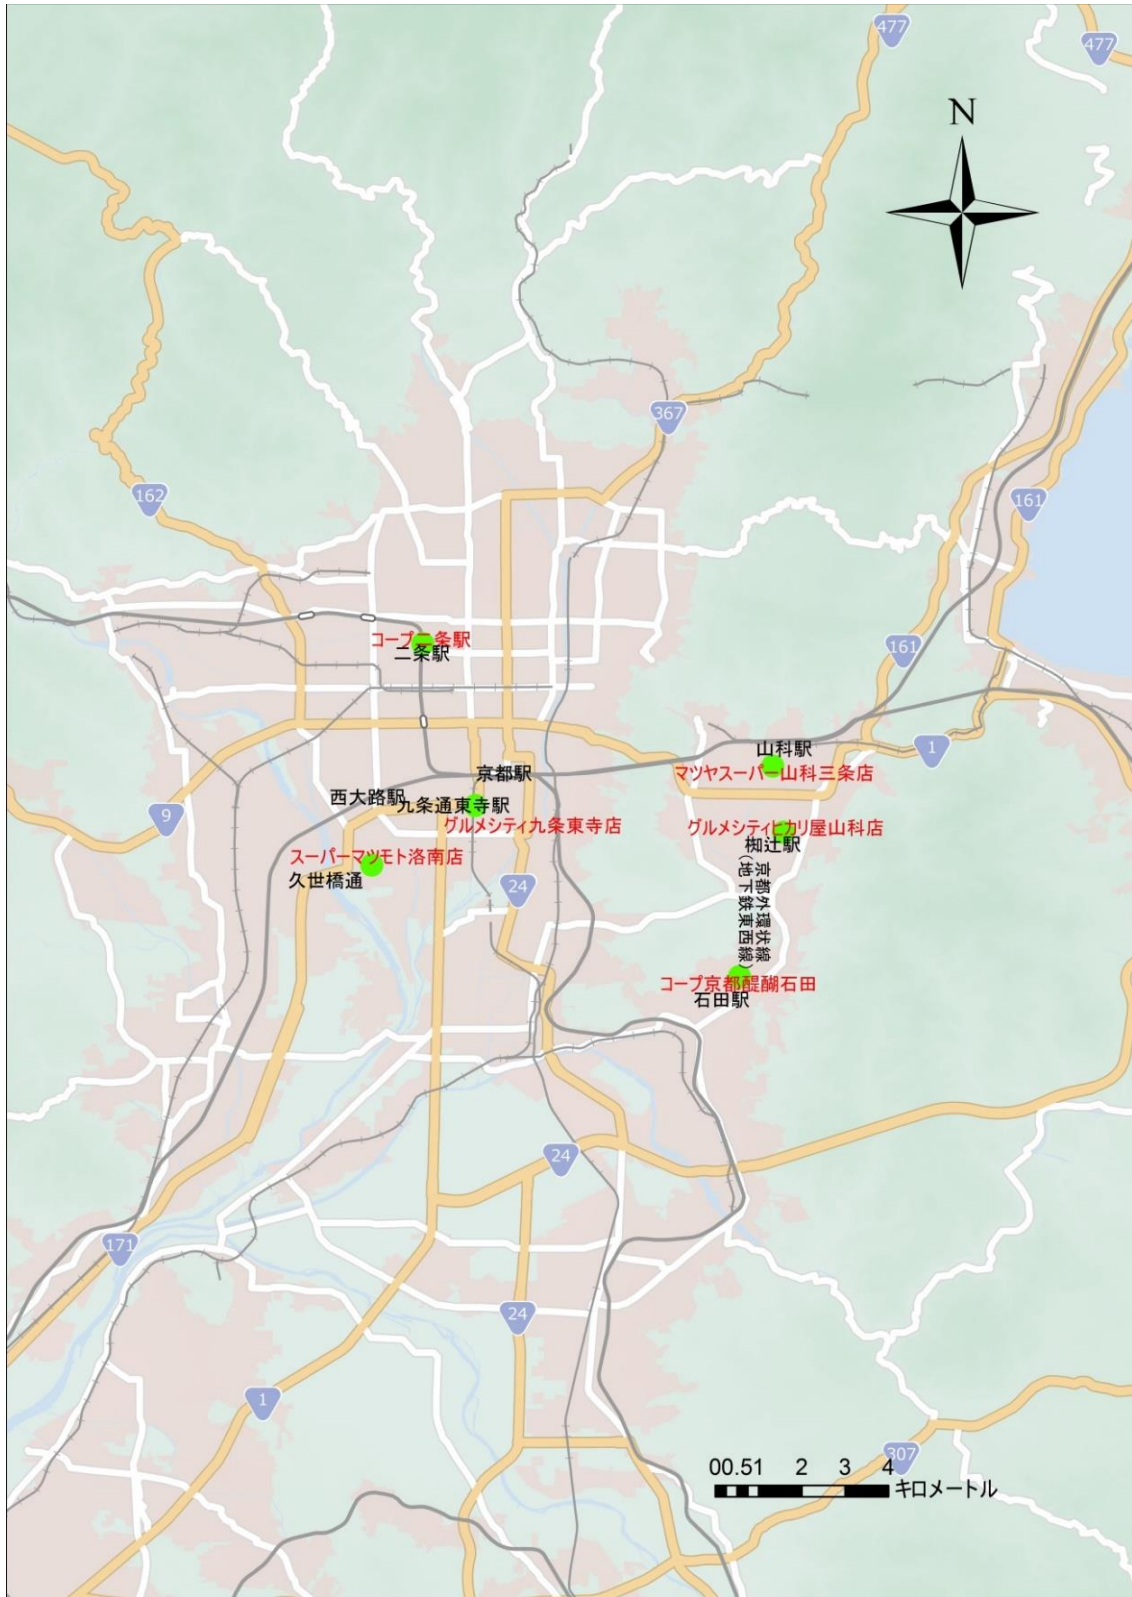 477
477
N
367
162
161
コープ二条駅
二条駅
161
山科駅
1
マツヤスーパー山科三条店
京都駅
西大路駅
九条通東寺駅
9
グルメシティ九条東寺店
グルメシティヒカリ屋山科店
椥辻駅
スーパーマツモト洛南店
久世橋通
24
京都外環状線
(地下鉄東西線)
コープ京都醍醐石田
石田駅
24
171
24
1
307
00.51 2 3 4
キロメートル